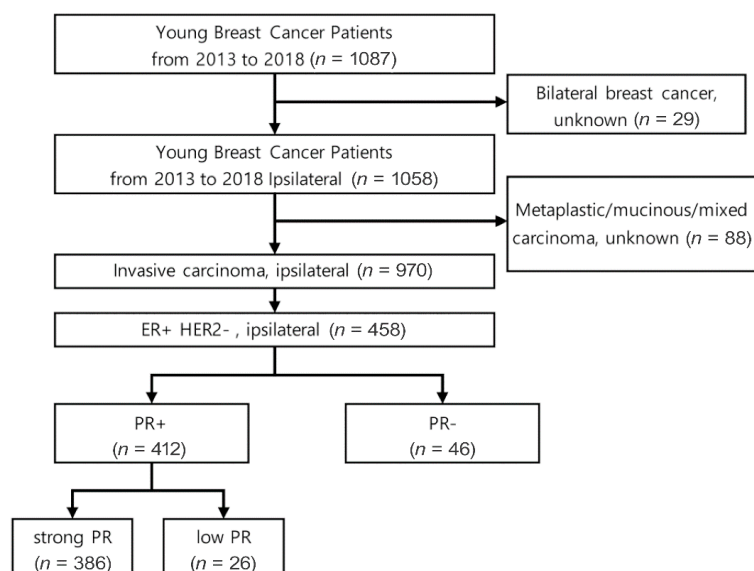 Young Breast Cancer Patients
from 2013 to 2018 (n = 1087)
Bilateral breast cancer,
unknown (n = 29)
Young Breast Cancer Patients
from 2013 to 2018 Ipsilateral (n = 1058)
Metaplastic/mucinous/mixed
carcinoma, unknown (n = 88)
Invasive carcinoma, ipsilateral (n = 970)
ER+ HER2- , ipsilateral (n = 458)
PR+
(n = 412)
PR-
(n = 46)
strong PR
(n = 386)
low PR
(n = 26)